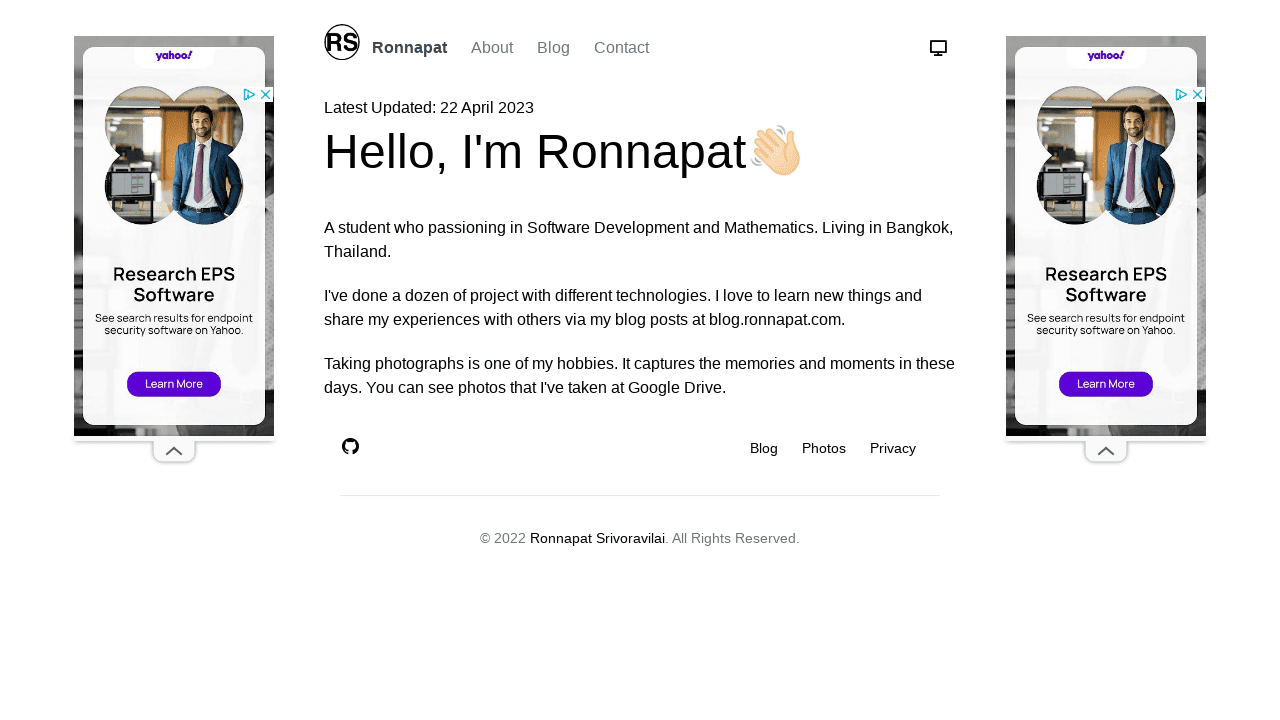 RS
Ronnapat
About
Blog
Contact
Latest Updated: 22 April 2023
Hello, I'm Ronnapat👋🏻
A student who passioning in Software Development and Mathematics. Living in Bangkok,
Thailand.
I've done a dozen of project with different technologies. I love to learn new things and
share my experiences with others via my blog posts at blog.ronnapat.com.
Taking photographs is one of my hobbies. It captures the memories and moments in these
days. You can see photos that I've taken at Google Drive.
Blog
Photos
Privacy
© 2022 Ronnapat Srivoravilai. All Rights Reserved.
yahoo!
Research EPS
Software
See search results for endpoint
security software on Yahoo.
Learn More
yahoo!
Research EPS
Software
See search results for endpoint
security software on Yahoo.
Learn More